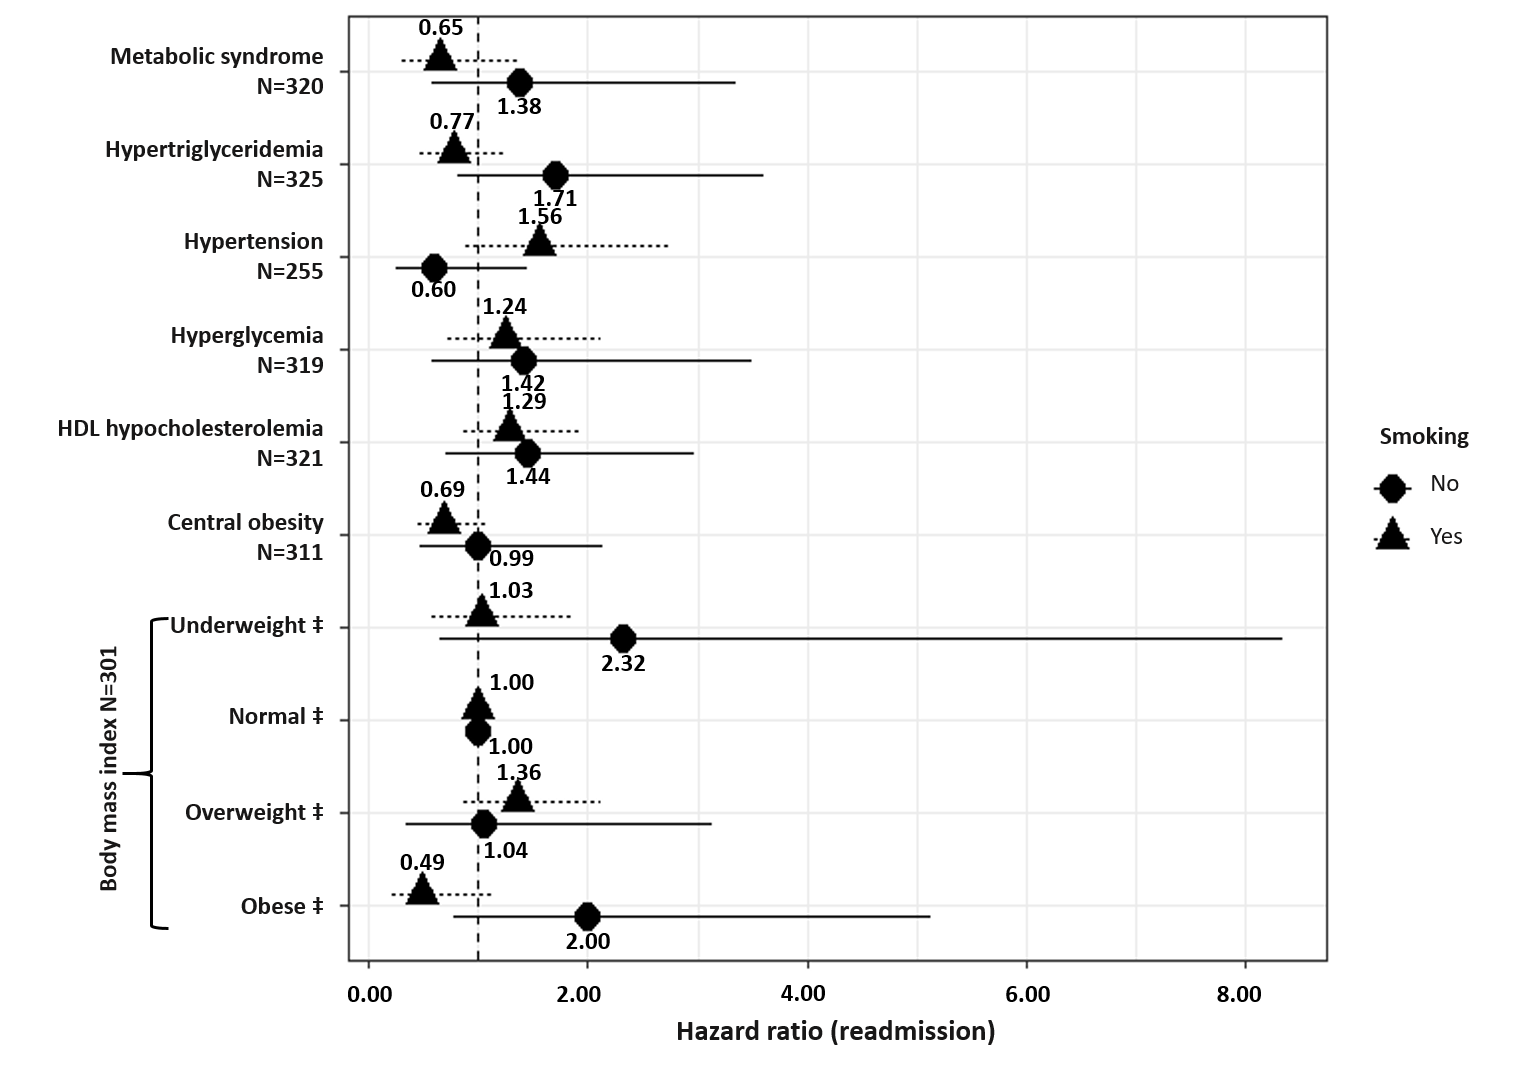 0.65
Metabolic syndrome
N=320
1.38
0.77
Hypertriglyceridemia
N=325
1.71
1.56
Hypertension
N=255
0.60
1.24
Hyperglycemia
N=319
1.42
1.29
HDL hypocholesterolemia
N=321
1.44
0.69
Central obesity
N=311
0.99
1.03
Underweight ‡
2.32
1.00
Normal ‡
1.00
1.36
Overweight ‡
1.04
0.49
Obese ‡
2.00
Body mass index N=301
0.00 2.00 4.00 6.00 8.00
Hazard ratio (readmission)
Smoking
No
Yes